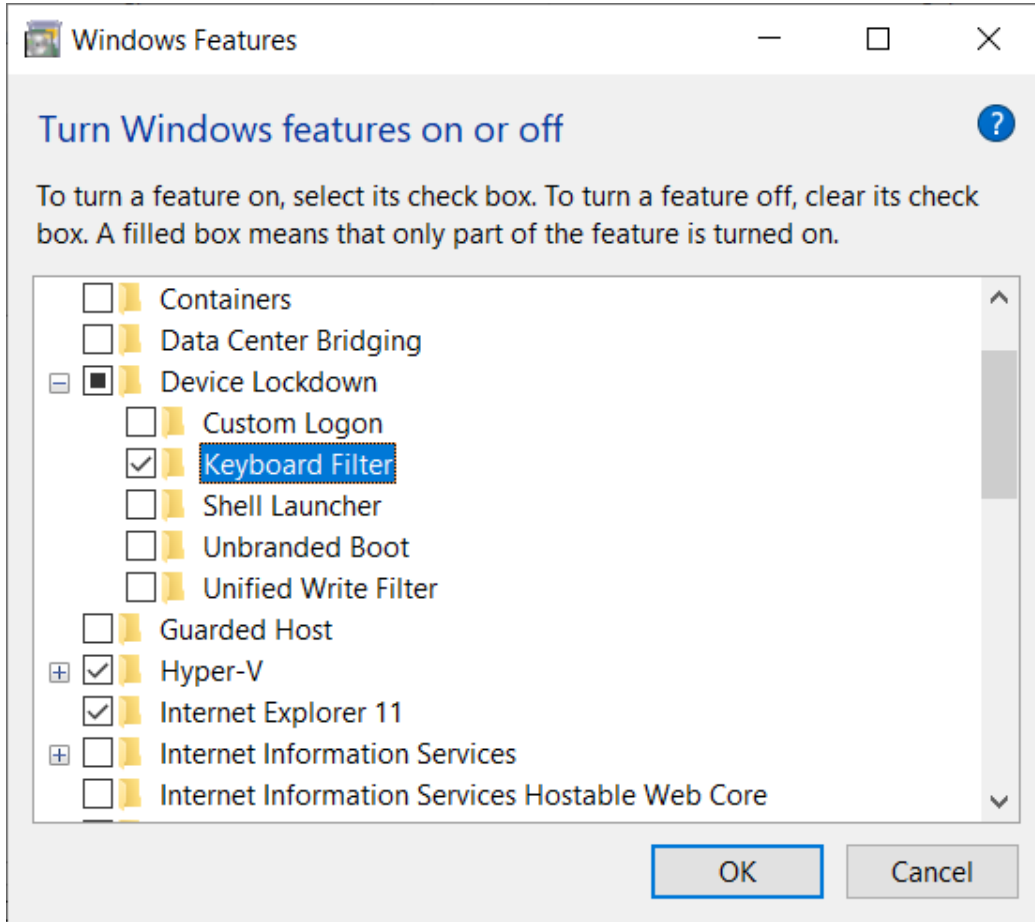 Windows Features
Turn Windows features on or off
To turn a feature on, select its check box. To turn a feature off, clear its check
box. A filled box means that only part of the feature is turned on.
Containers
Data Center Bridging
Device Lockdown
Custom Logon
Keyboard Filter
Shell Launcher
Unbranded Boot
Unified Write Filter
Guarded Host
Hyper-V
Internet Explorer 11
Internet Information Services
Internet Information Services Hostable Web Core
OK Cancel